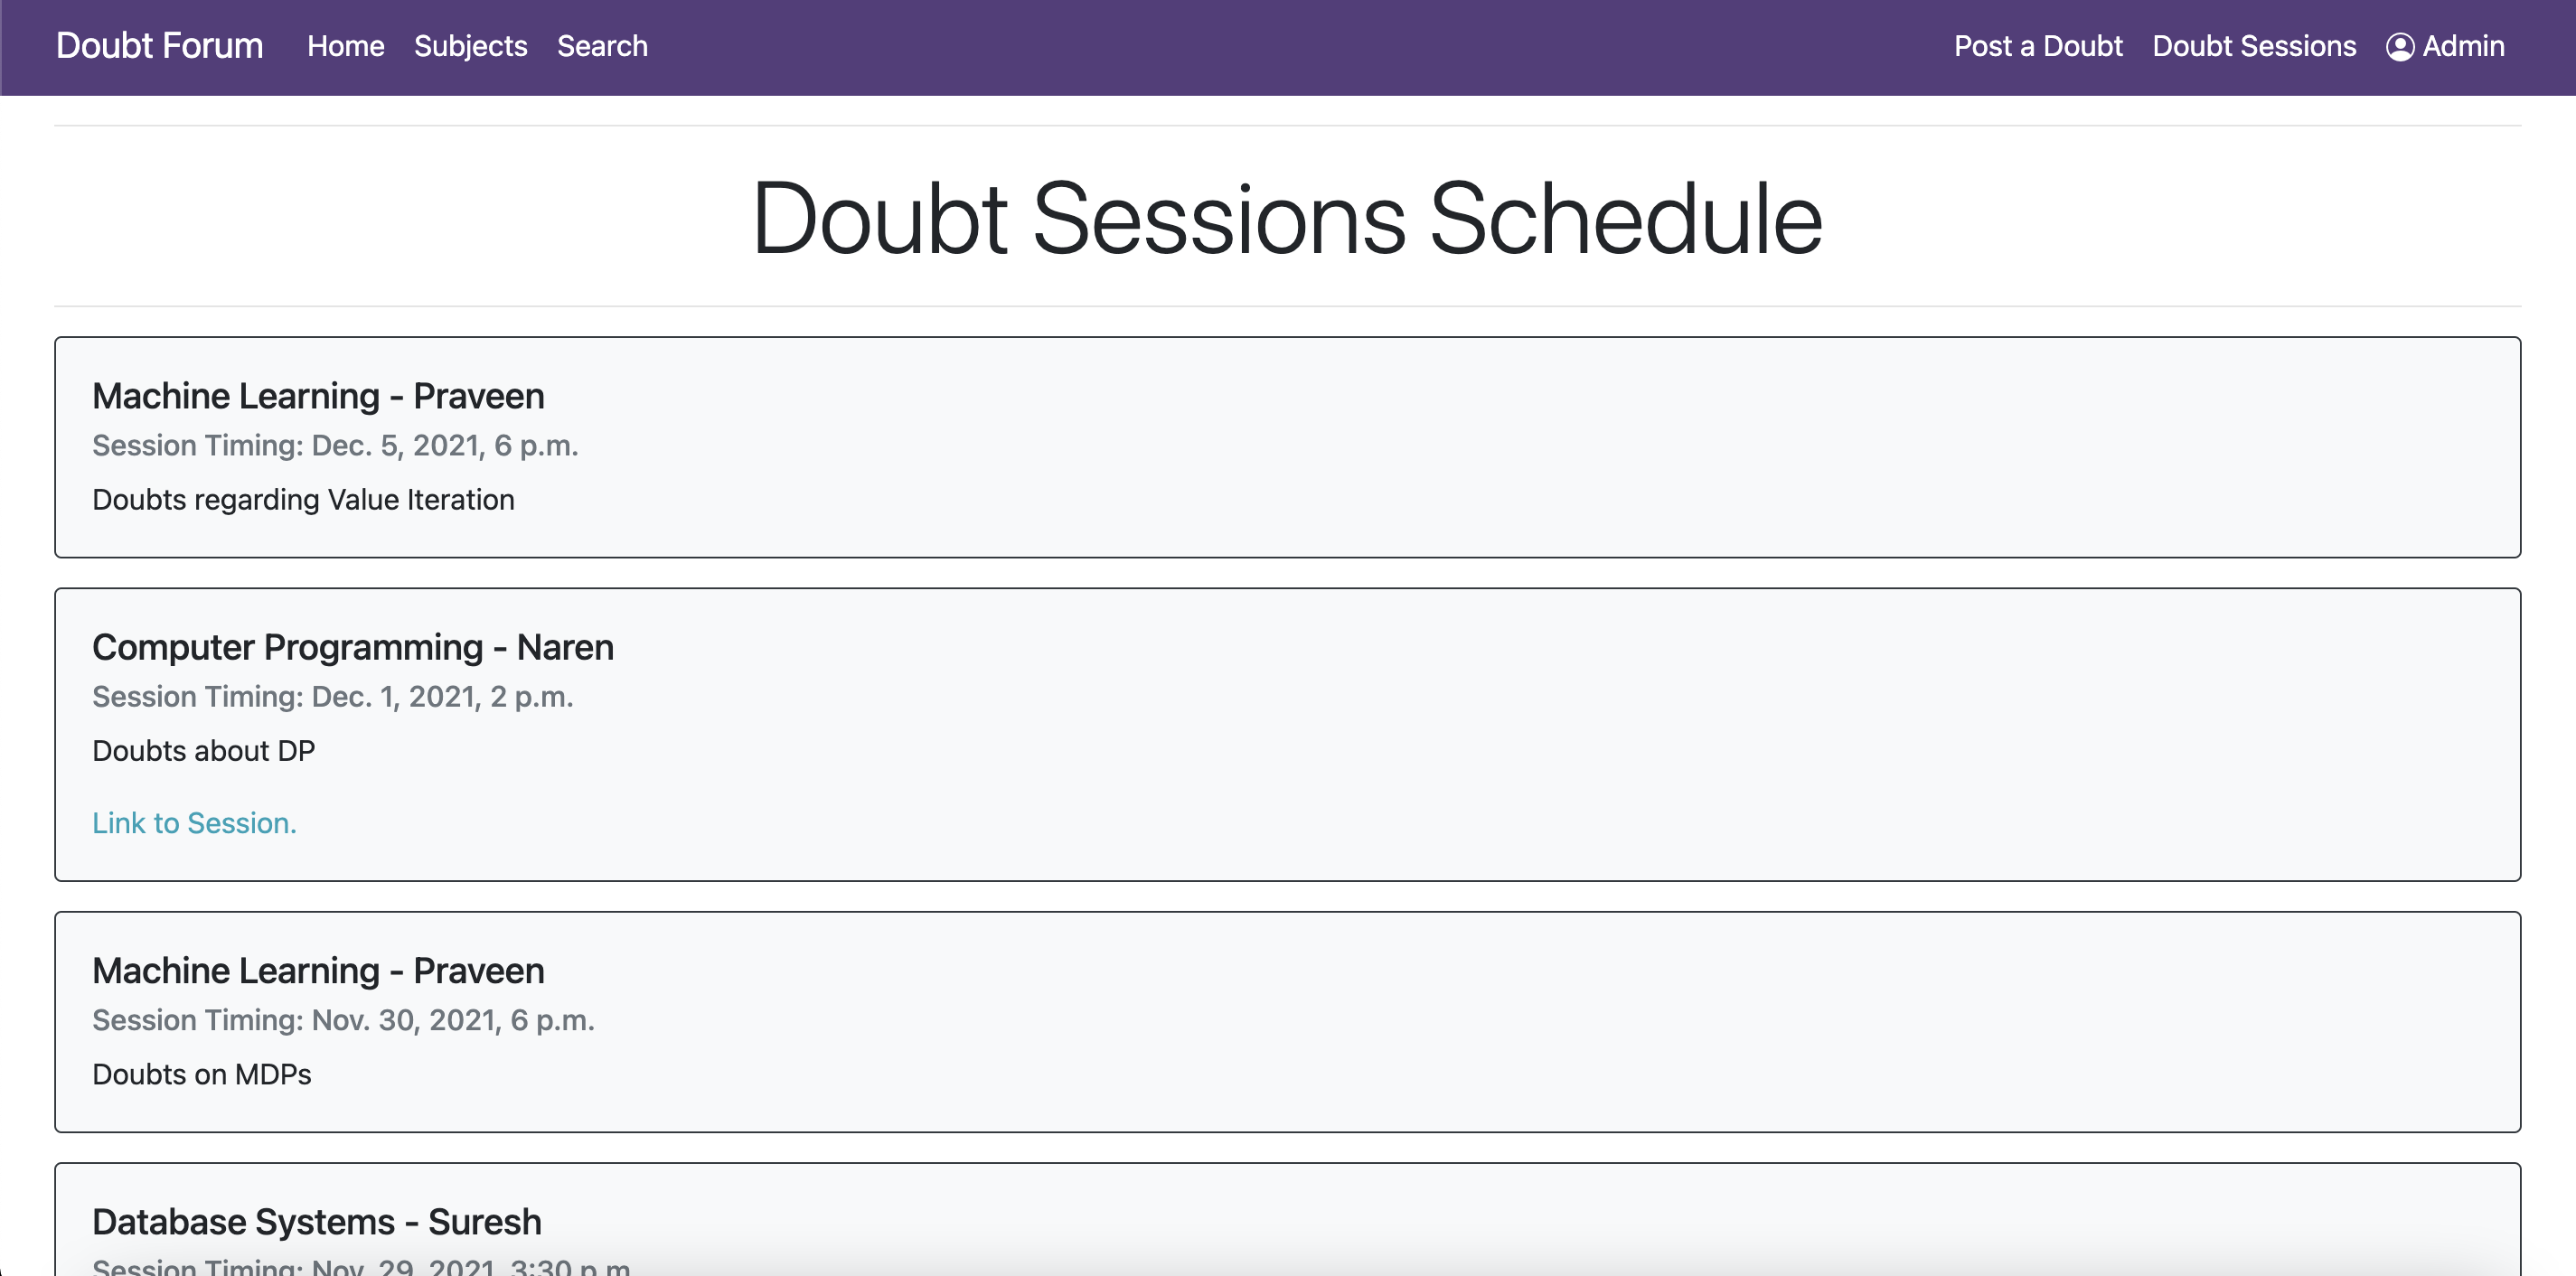 Doubt Forum Home Subjects Search Post a Doubt Doubt Sessions Admin
Doubt Sessions Schedule
Machine Learning - Praveen
Session Timing: Dec. 5, 2021, 6 p.m.
Doubts regarding Value Iteration
Computer Programming - Naren
Session Timing: Dec. 1, 2021, 2 p.m.
Doubts about DP
Link to Session.
Machine Learning - Praveen
Session Timing: Nov. 30, 2021, 6 p.m.
Doubts on MDPs
Database Systems - Suresh
Session Timing: Nov. 29, 2021, 3:30 p.m.